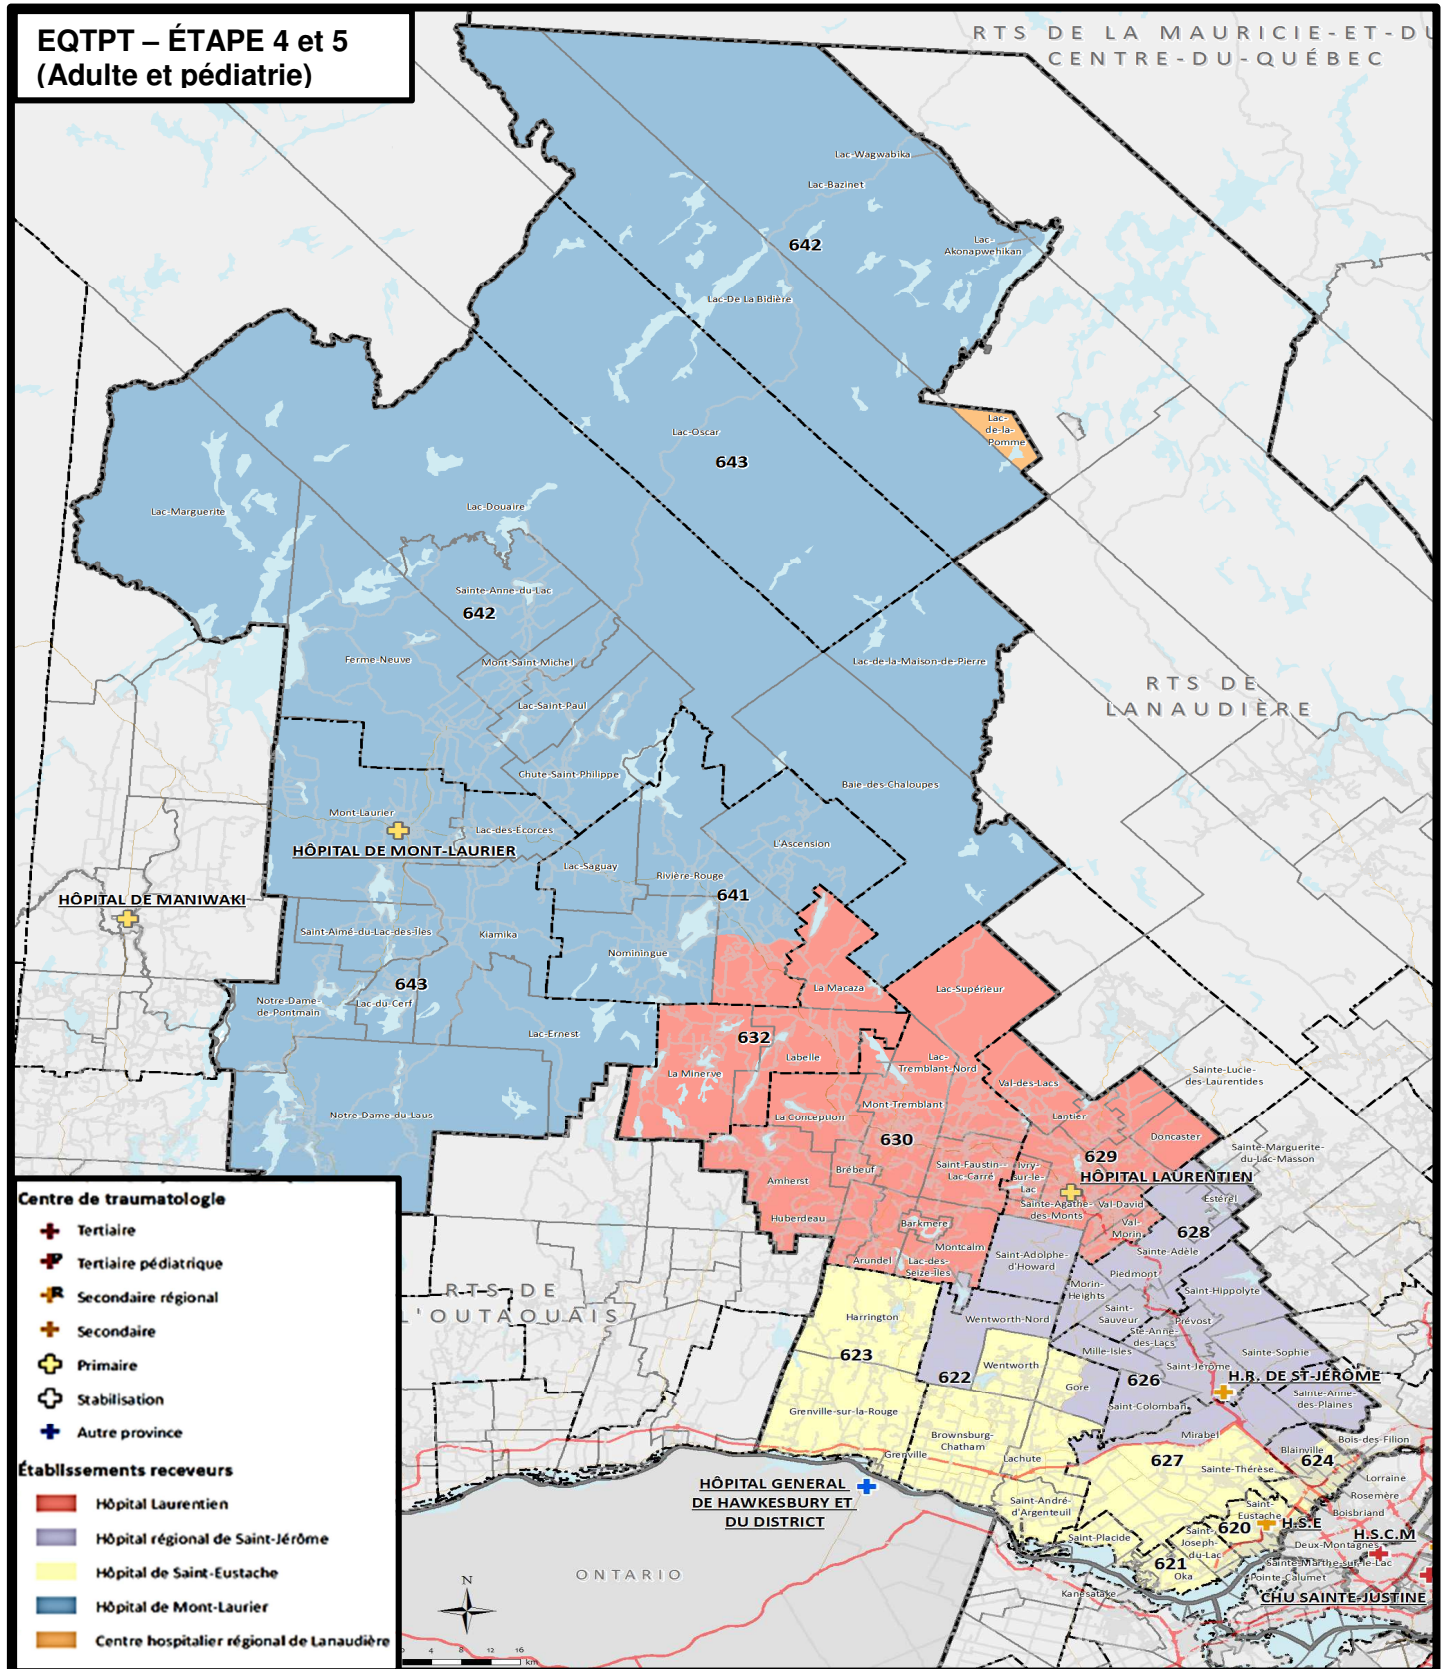 EQTPT – ÉTAPE 4 et 5
(Adulte et pédiatrie)
RTS DE LA MAURICIE-ET-DU
CENTRE-DU-QUÉBEC
Lac-Wagwabika
Lac-Bazinet
642
Lac-
Akonapwehikan
Lac-De La Bidière
Lac-
de-la-
Pomme
Lac-Oscar
643
Lac-Marguerite
Lac-Douaire
Sainte-Anne-du-Lac
642
Ferme-Neuve
Mont-Saint-Michel
Lac-de-la-Maison-de-Pierre
RTS DE
LANAUDIÈRE
Lac-Saint-Paul
Chute-Saint-Philippe
Baie-des-Chaloupes
Mont-Laurier
Lac-des-Écorces
HÔPITAL DE MONT-LAURIER
L'Ascension
Lac-Saguay
Rivière-Rouge
641
HÔPITAL DE MANIWAKI
Saint-Aimé-du-Lac-des-Îles
Kiamika
Nominingue
643
La Macaza
Lac-Supérieur
Notre-Dame-
de-Pontmain
Lac-du-Cerf
Lac-Ernest
632
Labelle
Lac-
Tremblant-Nord
La Minerve
Val-des-Lacs
Sainte-Lucie-
des-Laurentides
Notre-Dame-du-Laus
La Conception
Mont-Tremblant
Lantier
Doncaster
630
Sainte-Marguerite-
du-Lac-Masson
629
Brébeuf
Saint-Faustin--
Lac-Carré
Ivry-
sur-le-
Lac
HÔPITAL LAURENTIEN
Amherst
Estérel
Sainte-Agathe-
des-Monts
Val-David
Huberdeau
Barkmere
Val-
Morin
628
Montcalm
Saint-Adolphe-
d'Howard
Sainte-Adèle
Arundel
Lac-des-
Seize-Îles
Piedmont
Morin-
Heights
Saint-Hippolyte
RTS DE
L'OUTAOUAIS
Harrington
Wentworth-Nord
Saint-
Sauveur
Prévost
Ste-Anne-
des-Lacs
Mille-Isles
Sainte-Sophie
623
Wentworth
622
Saint-Jérôme
626
H.R. DE ST-JÉRÔME
Gore
Sainte-Anne-
des-Plaines
Grenville-sur-la-Rouge
Saint-Colomban
Brownsburg-
Chatham
Mirabel
Bois-des-Filion
Grenville
Lachute
Blainville
627
624
Sainte-Thérèse
Lorraine
HÔPITAL GENERAL
DE HAWKESBURY ET
DU DISTRICT
Rosemère
Saint-André-
d'Argenteuil
Saint-
Eustache
Boisbriand
620
H.S.E
Saint-Placide
Saint-
Joseph-
du-Lac
H.S.C.M
Deux-Montagnes
621
Sainte-Marthe-sur-le-Lac
Oka
Pointe-Calumet
ONTARIO
Kanesatake
CHU SAINTE-JUSTINE
N
0 4 8 12 16
km
Centre de traumatologie
Tertiaire
Tertiaire pédiatrique
Secondaire régional
Secondaire
Primaire
Stabilisation
Autre province
Établissements receveurs
Hôpital Laurentien
Hôpital régional de Saint-Jérôme
Hôpital de Saint-Eustache
Hôpital de Mont-Laurier
Centre hospitalier régional de Lanaudière